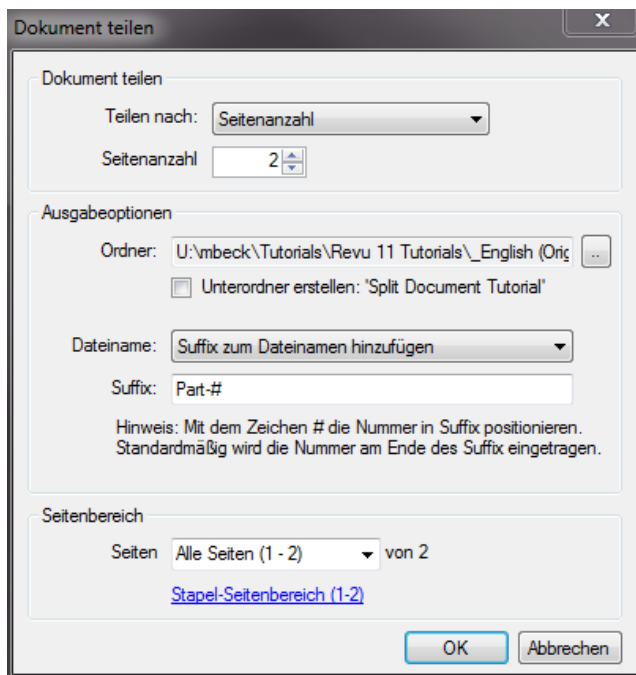 Dokument teilen
x
Dokument teilen
Teilen nach: Seitenanzahl
Seitenanzahl 2
Ausgabeoptionen
Ordner: U:\mbeck\Tutorials\Revu 11 Tutorials\_English (Orig ..
Unterordner erstellen: 'Split Document Tutorial'
Dateiname: Suffix zum Dateinamen hinzufügen
Suffix: Part-#
Hinweis: Mit dem Zeichen # die Nummer in Suffix positionieren.
Standardmäßig wird die Nummer am Ende des Suffix eingetragen.
Seitenbereich
Seiten Alle Seiten (1 - 2) von 2
Stapel-Seitenbereich (1-2)
OK Abbrechen